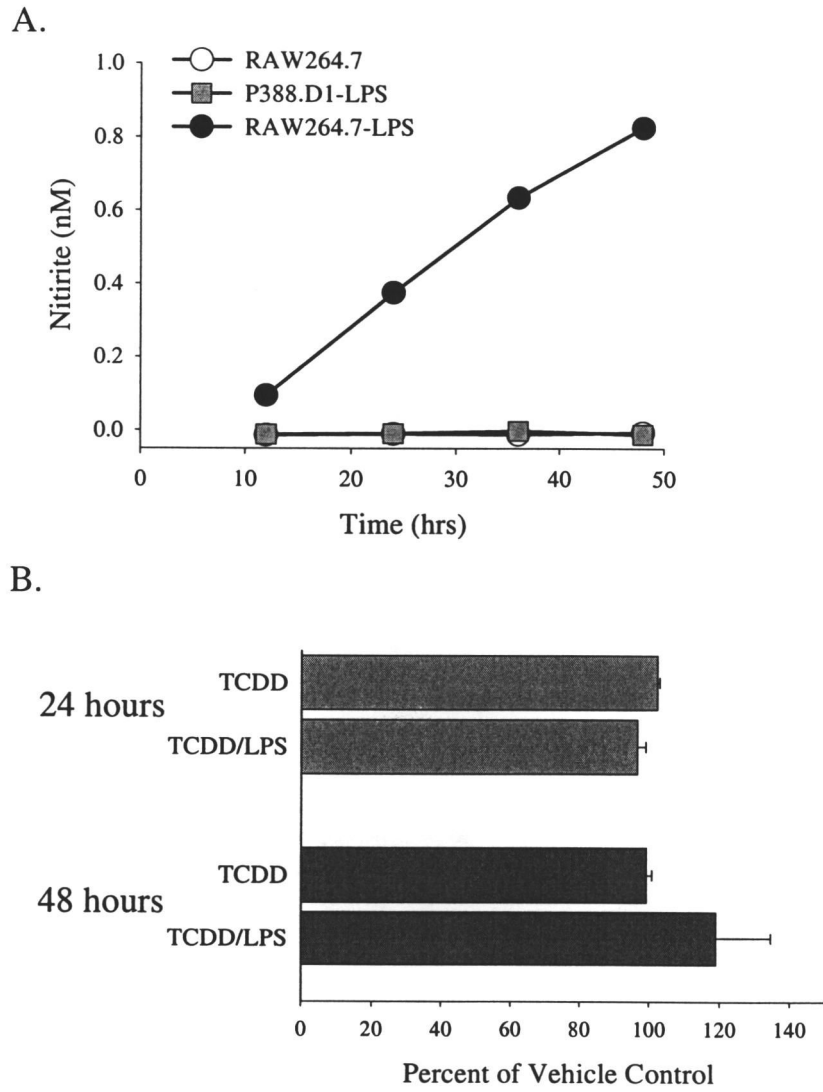 A.
RAW264.7
P388.D1-LPS
RAW264.7-LPS
1.0
0.8
0.6
0.4
0.2
0.0
Nitirite (nM)
0 10 20 30 40 50
Time (hrs)
B.
24 hours
TCDD
TCDD/LPS
48 hours
TCDD
TCDD/LPS
0 20 40 60 80 100 120 140
Percent of Vehicle Control